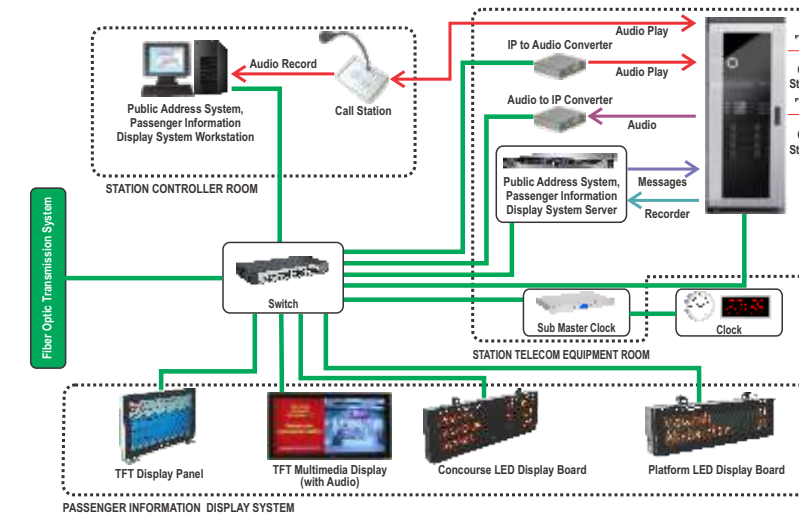 Audio Play
IP to Audio Converter
Audio Record
Audio Play
Audio to IP Converter
Call Station
Public Address System,
Passenger Information
Display System Workstation
Audio
STATION CONTROLLER ROOM
Public Address System,
Passenger Information
Display System Server
Messages
Recorder
Fiber Optic Transmission System
Switch
Sub Master Clock
Clock
STATION TELECOM EQUIPMENT ROOM
TFT Display Panel
TFT Multimedia Display
(with Audio)
Concourse LED Display Board
Platform LED Display Board
PASSENGER INFORMATION DISPLAY SYSTEM